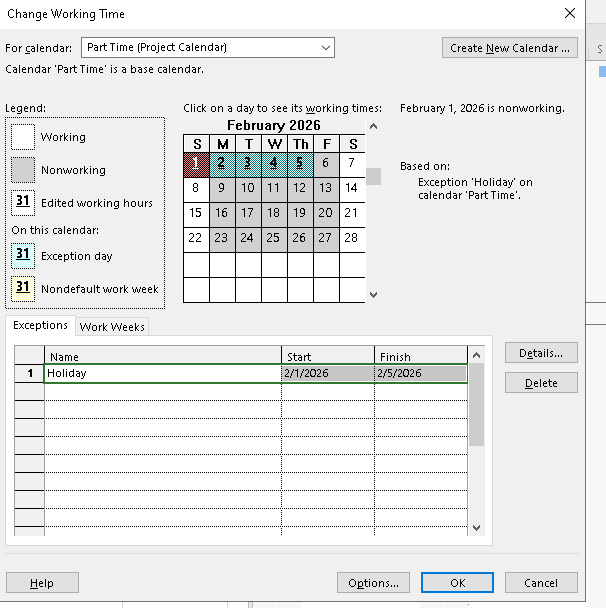 Change Working Time
For calendar: Part Time (Project Calendar)
Create New Calendar ...
Calendar 'Part Time' is a base calendar.
Legend:
Working
Nonworking
31 Edited working hours
On this calendar:
31 Exception day
31 Nondefault work week
Click on a day to see its working times:
February 2026
S M T W Th F S
1 2 3 4 5 6 7
8 9 10 11 12 13 14
15 16 17 18 19 20 21
22 23 24 25 26 27 28
February 1, 2026 is nonworking.
Based on:
Exception 'Holiday' on
calendar 'Part Time'.
Exceptions Work Weeks
Name Start Finish
1 Holiday 2/1/2026 2/5/2026
Details...
Delete
Help Options... OK Cancel
S